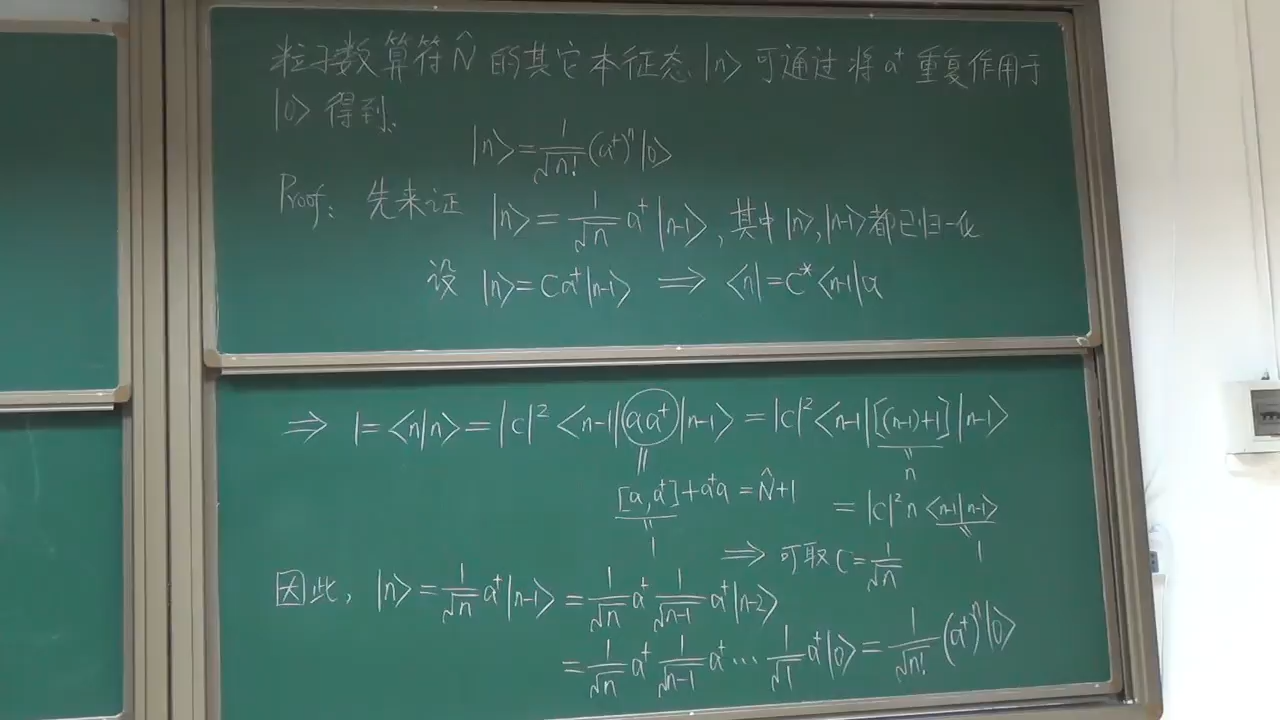 粒子数算符 N̂ 的其它本征态 |n> 可通过将 a⁺ 重复作用于
|0> 得到.
|n> = 1/√n! (a⁺)ⁿ|0>
Proof: 先来证 |n> = 1/√n a⁺|n-1>, 其中|n>, |n-1>都已归一化
设 |n> = C a⁺|n-1> ⟹ <n| = C* <n-1|a
⟹ 1 = <n|n> = |c|² <n-1|aa⁺|n-1> = |c|² <n-1|[(n-1)+1]|n-1>
‖ ‖ n
[a, a⁺] + a⁺a = N̂+1 = |c|² n <n-1|n-1>
‖ 1 ‖ 1
⟹ 可取 C = 1/√n
因此, |n> = 1/√n a⁺|n-1> = 1/√n a⁺ 1/√n-1 a⁺|n-2>
= 1/√n a⁺ 1/√n-1 a⁺ ... 1/√1 a⁺|0> = 1/√n! (a⁺)ⁿ|0>